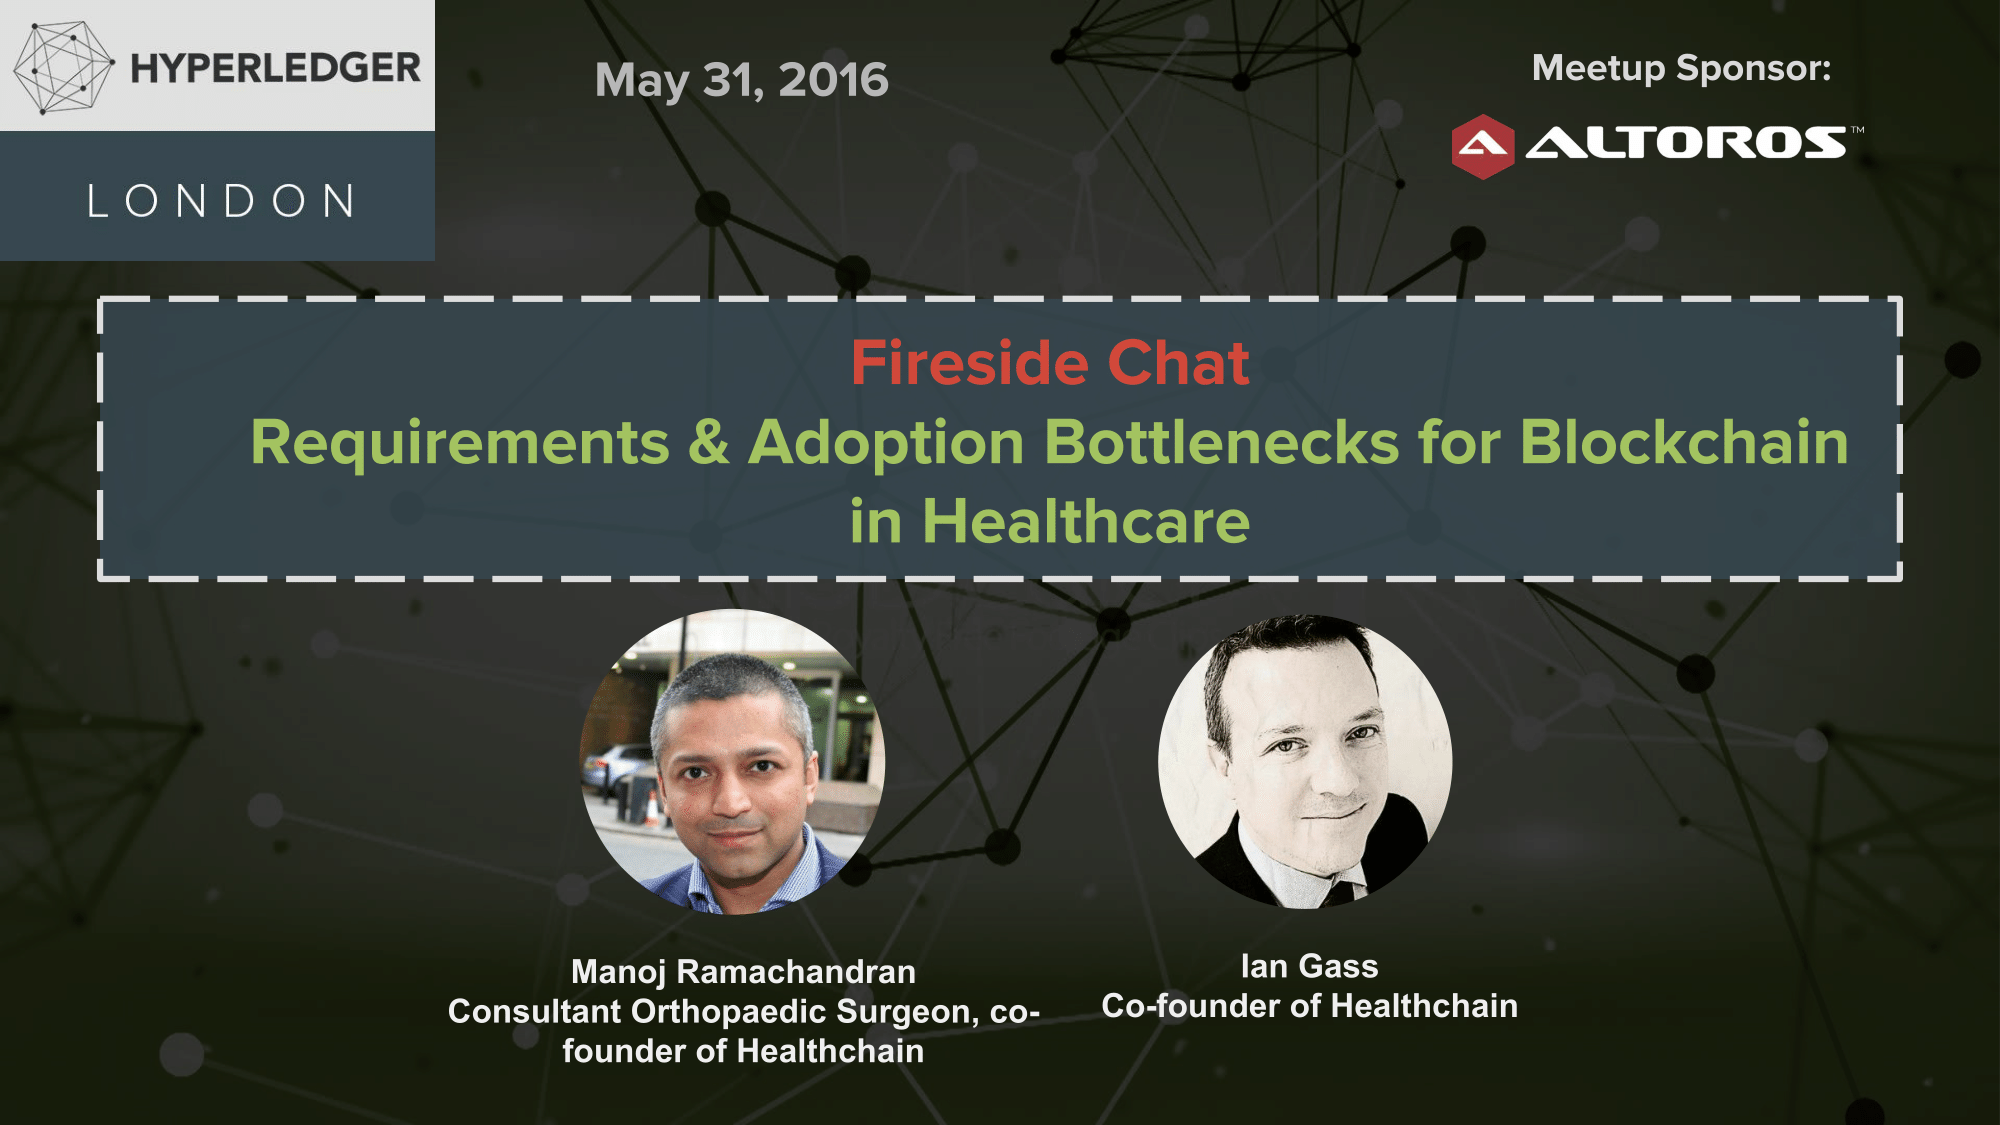 HYPERLEDGER
LONDON
May 31, 2016
Meetup Sponsor:
ALTOROS™
Fireside Chat
Requirements & Adoption Bottlenecks for Blockchain
in Healthcare
Manoj Ramachandran
Consultant Orthopaedic Surgeon, co-
founder of Healthchain
Ian Gass
Co-founder of Healthchain